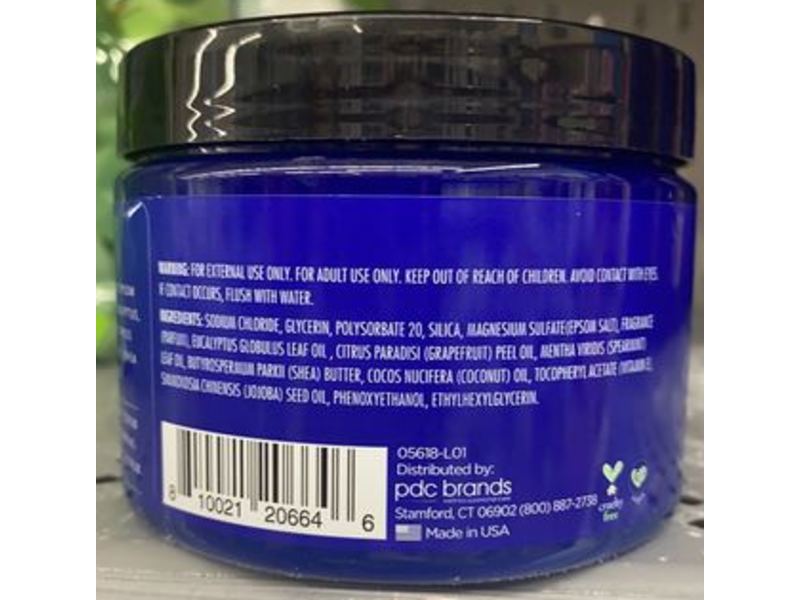 WARNING: FOR EXTERNAL USE ONLY. FOR ADULT USE ONLY. KEEP OUT OF REACH OF CHILDREN. AVOID CONTACT WITH EYES.
IF CONTACT OCCURS, FLUSH WITH WATER.
INGREDIENTS: SODIUM CHLORIDE, GLYCERIN, POLYSORBATE 20, SILICA, MAGNESIUM SULFATE(EPSOM SALT), FRAGRANCE
(PARFUM), EUCALYPTUS GLOBULUS LEAF OIL , CITRUS PARADISI (GRAPEFRUIT) PEEL OIL, MENTHA VIRIDIS (SPEARMINT)
LEAF OIL, BUTYROSPERMUM PARKII (SHEA) BUTTER, COCOS NUCIFERA (COCONUT) OIL, TOCOPHERYL ACETATE (VITAMIN E),
SIMMONDSIA CHINENSIS (JOJOBA) SEED OIL, PHENOXYETHANOL, ETHYLHEXYLGLYCERIN.
05618-L01
Distributed by:
pdc brands
Stamford, CT 06902 (800) 887-2738
Made in USA
cruelty
free
8 10021 20664 6